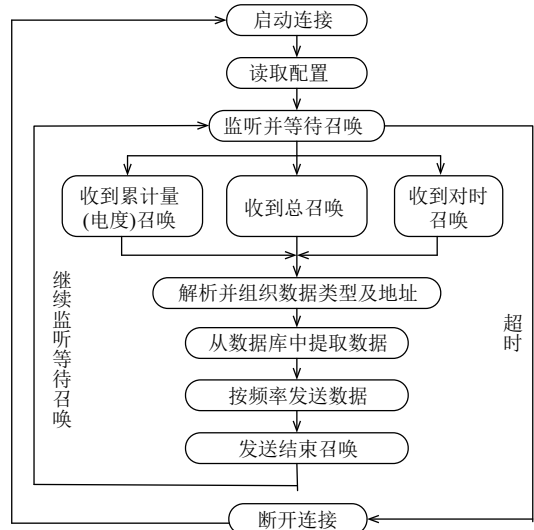 启动连接
读取配置
监听并等待召唤
收到累计量
(电度)召唤
收到总召唤
收到对时
召唤
解析并组织数据类型及地址
从数据库中提取数据
按频率发送数据
发送结束召唤
继续监听等待召唤
超时
断开连接